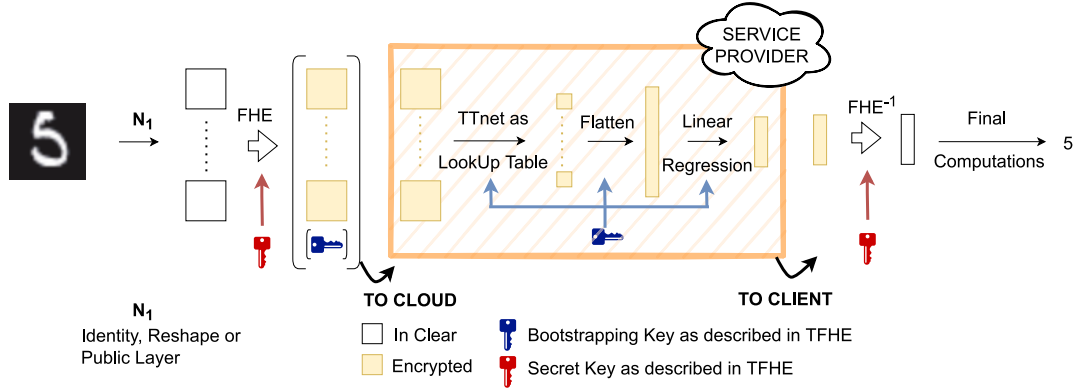 SERVICE
PROVIDER
5
N1
FHE
TTnet as
LookUp Table
Flatten
Linear
Regression
FHE-1
Final
Computations
5
TO CLOUD
TO CLIENT
N1
Identity, Reshape or
Public Layer
In Clear
Encrypted
Bootstrapping Key as described in TFHE
Secret Key as described in TFHE